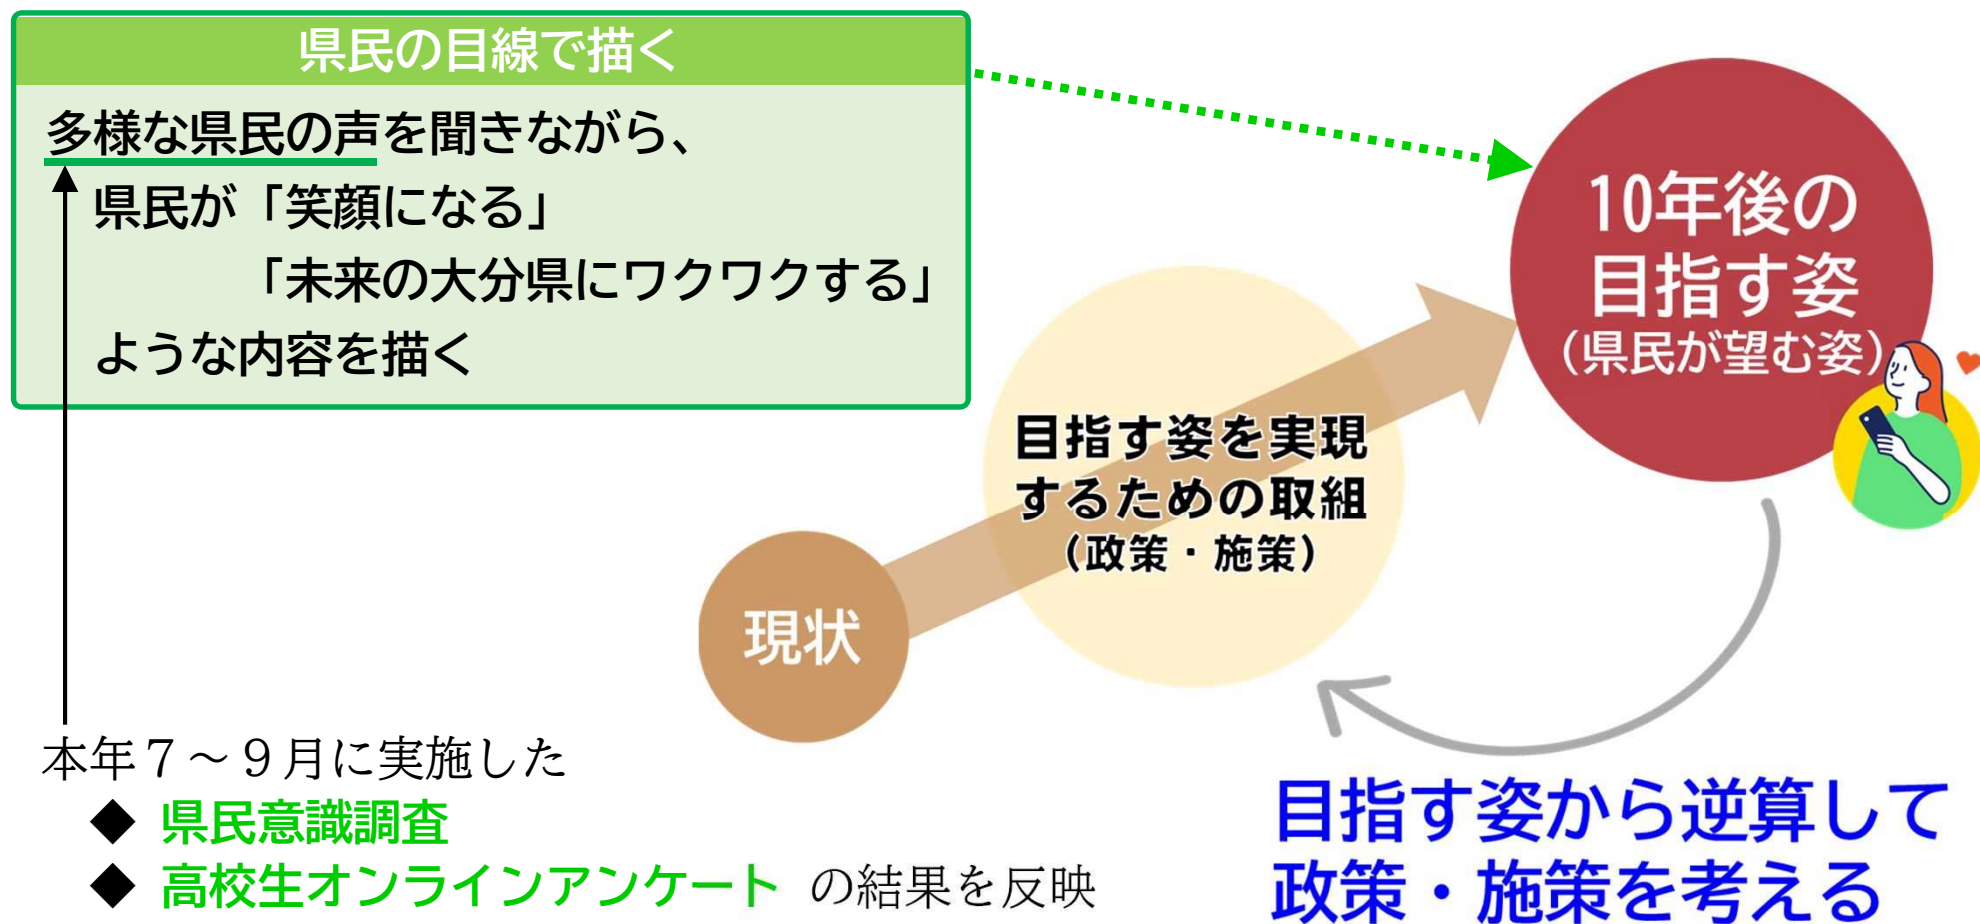 県民の目線で描く
多様な県民の声を聞きながら、
県民が「笑顔になる」
「未来の大分県にワクワクする」
ような内容を描く
10年後の
目指す姿
（県民が望む姿）
目指す姿を実現
するための取組
（政策・施策）
現状
本年７～９月に実施した
◆ 県民意識調査
◆ 高校生オンラインアンケート の結果を反映
目指す姿から逆算して
政策・施策を考える